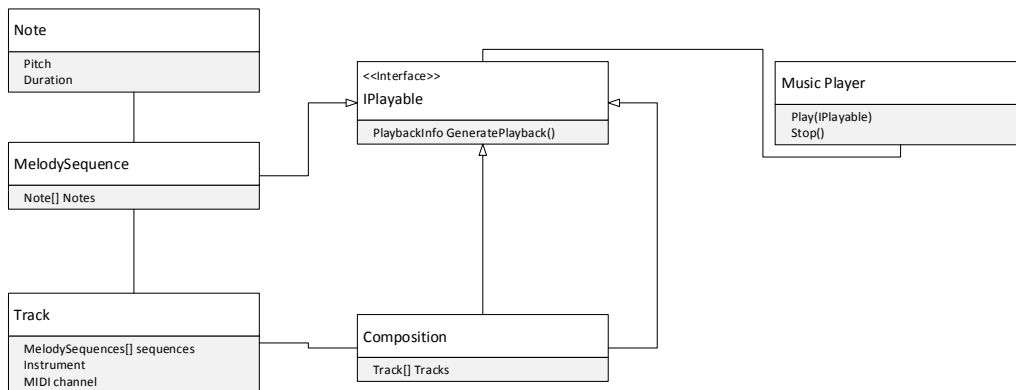 Note
Pitch
Duration
<<Interface>>
IPlayable
PlaybackInfo GeneratePlayback()
Music Player
Play(IPlayable)
Stop()
MelodySequence
Note[] Notes
Track
MelodySequences[] sequences
Instrument
MIDI channel
Composition
Track[] Tracks